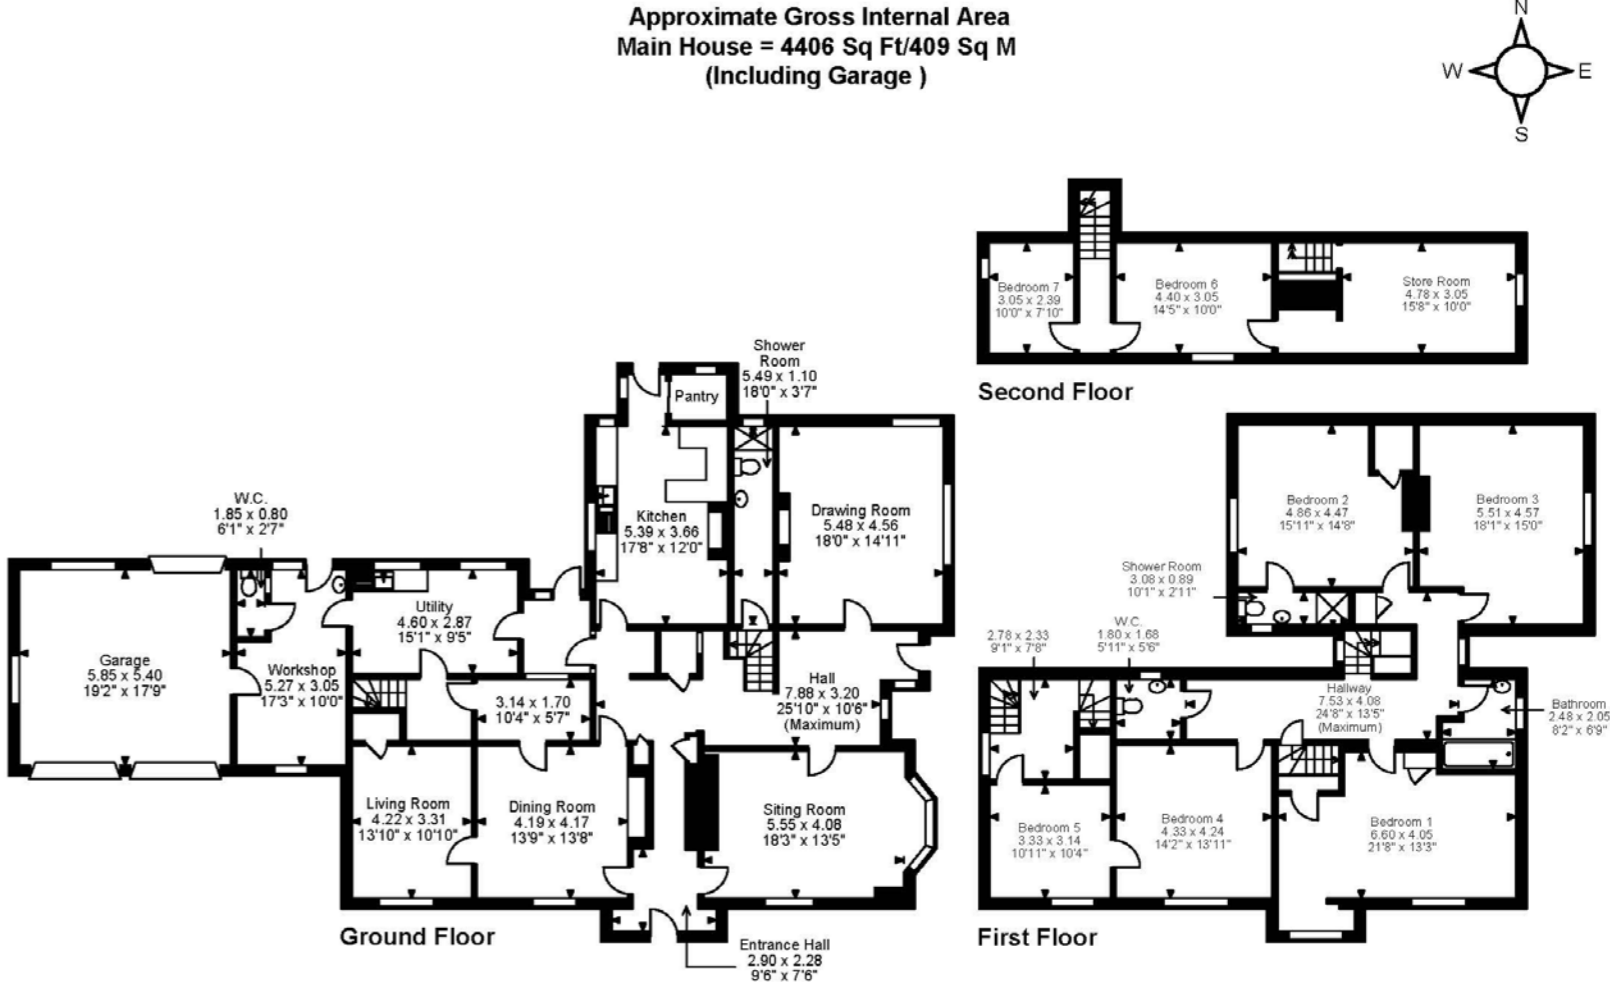 Approximate Gross Internal Area
Main House = 4406 Sq Ft/409 Sq M
(Including Garage )
N
W
E
S
Bedroom 7
3.05 x 2.39
10'0" x 7'10"
Bedroom 6
4.40 x 3.05
14'5" x 10'0"
Store Room
4.78 x 3.05
15'8" x 10'0"
Second Floor
Shower
Room
5.49 x 1.10
18'0" x 3'7"
Pantry
W.C.
1.85 x 0.80
6'1" x 2'7"
Kitchen
5.39 x 3.66
17'8" x 12'0"
Drawing Room
5.48 x 4.56
18'0" x 14'11"
Utility
4.60 x 2.87
15'1" x 9'5"
Garage
5.85 x 5.40
19'2" x 17'9"
Workshop
5.27 x 3.05
17'3" x 10'0"
3.14 x 1.70
10'4" x 5'7"
Hall
7.88 x 3.20
25'10" x 10'6"
(Maximum)
Living Room
4.22 x 3.31
13'10" x 10'10"
Dining Room
4.19 x 4.17
13'9" x 13'8"
Siting Room
5.55 x 4.08
18'3" x 13'5"
Ground Floor
Entrance Hall
2.90 x 2.28
9'6" x 7'6"
Bedroom 2
4.86 x 4.47
15'11" x 14'8"
Bedroom 3
5.51 x 4.57
18'1" x 15'0"
Shower Room
3.08 x 0.89
10'1" x 2'11"
2.78 x 2.33
9'1" x 7'8"
W.C.
1.80 x 1.68
5'11" x 5'6"
Hallway
7.53 x 4.08
24'8" x 13'5"
(Maximum)
Bathroom
2.48 x 2.05
8'2" x 6'9"
Bedroom 5
3.33 x 3.14
10'11" x 10'4"
Bedroom 4
4.33 x 4.24
14'2" x 13'11"
Bedroom 1
6.60 x 4.05
21'8" x 13'3"
First Floor